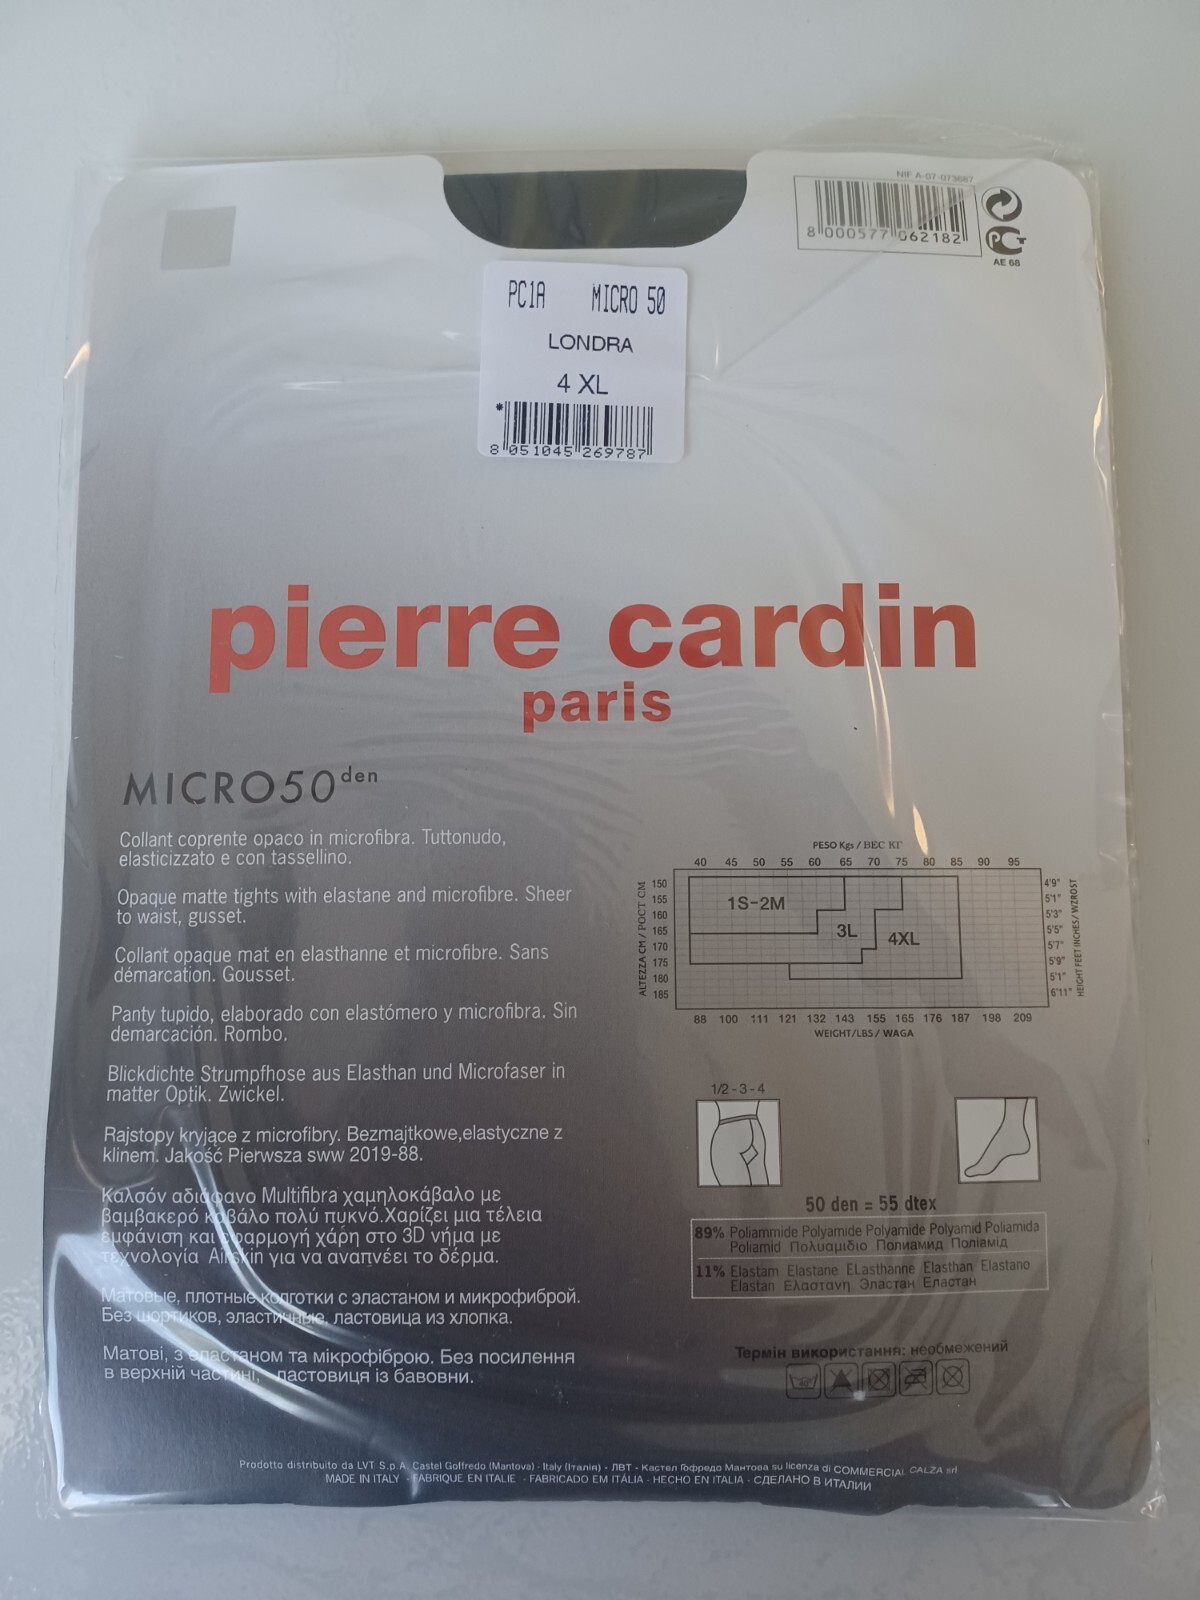 NIF A-07-073667
8 000577 062182
AE 68
PC1A MICRO 50
LONDRA
4 XL
8 051045 269787
pierre cardin
paris
MICRO50 den
Collant coprente opaco in microfibra. Tuttonudo,
elasticizzato e con tassellino.
Opaque matte tights with elastane and microfibre. Sheer
to waist, gusset.
Collant opaque mat en elasthanne et microfibre. Sans
démarcation. Gousset.
Panty tupido, elaborado con elastómero y microfibra. Sin
demarcación. Rombo.
Blickdichte Strumpfhose aus Elasthan und Microfaser in
matter Optik. Zwickel.
Rajstopy kryjące z microfibry. Bezmajtkowe,elastyczne z
klinem. Jakość Pierwsza sww 2019-88.
Καλσόν αδιάφανο Multifibra χαμηλοκάβαλο με
βαμβακερό καβάλο πολύ πυκνό.Χαρίζει μια τέλεια
εμφάνιση και εφαρμογή χάρη στο 3D νήμα με
τεχνολογία Airskin για να αναπνέει το δέρμα.
Матовые, плотные колготки с эластаном и микрофиброй.
Без шортиков, эластичные, ластовица из хлопка.
Матові, з еластаном та мікрофіброю. Без посилення
в верхній частині, ластовиця із бавовни.
PESO Kgs / ВЕС КГ
40 45 50 55 60 65 70 75 80 85 90 95
ALTEZZA CM / РОСТ СМ
150 4'9"
155 5'1"
160 5'3"
165 5'5"
170 5'7"
175 5'9"
180 5'1"
185 6'11"
HEIGHT FEET INCHES/ WZROST
1S-2M
3L
4XL
88 100 111 121 132 143 155 165 176 187 198 209
WEIGHT/LBS / WAGA
1/2 - 3 - 4
50 den = 55 dtex
89% Poliammide Polyamide Polyamide Polyamid Poliamida
Poliamid Πολυαμιδιο Полиамид Поліамід
11% Elastam Elastane ELasthanne Elasthan Elastano
Elastan Ελαστανη Эластан Еластан
Термін використання: необмежений
Prodotto distribuito da LVT S.p.A. Castel Goffredo (Mantova) - Italy (Італія) - ЛВТ - Кастел Гофредо Мантова su licenza di COMMERCIAL CALZA srl
MADE IN ITALY - FABRIQUE EN ITALIE - FABRICADO EM ITÁLIA - HECHO EN ITALIA - СДЕЛАНО В ИТАЛИИ